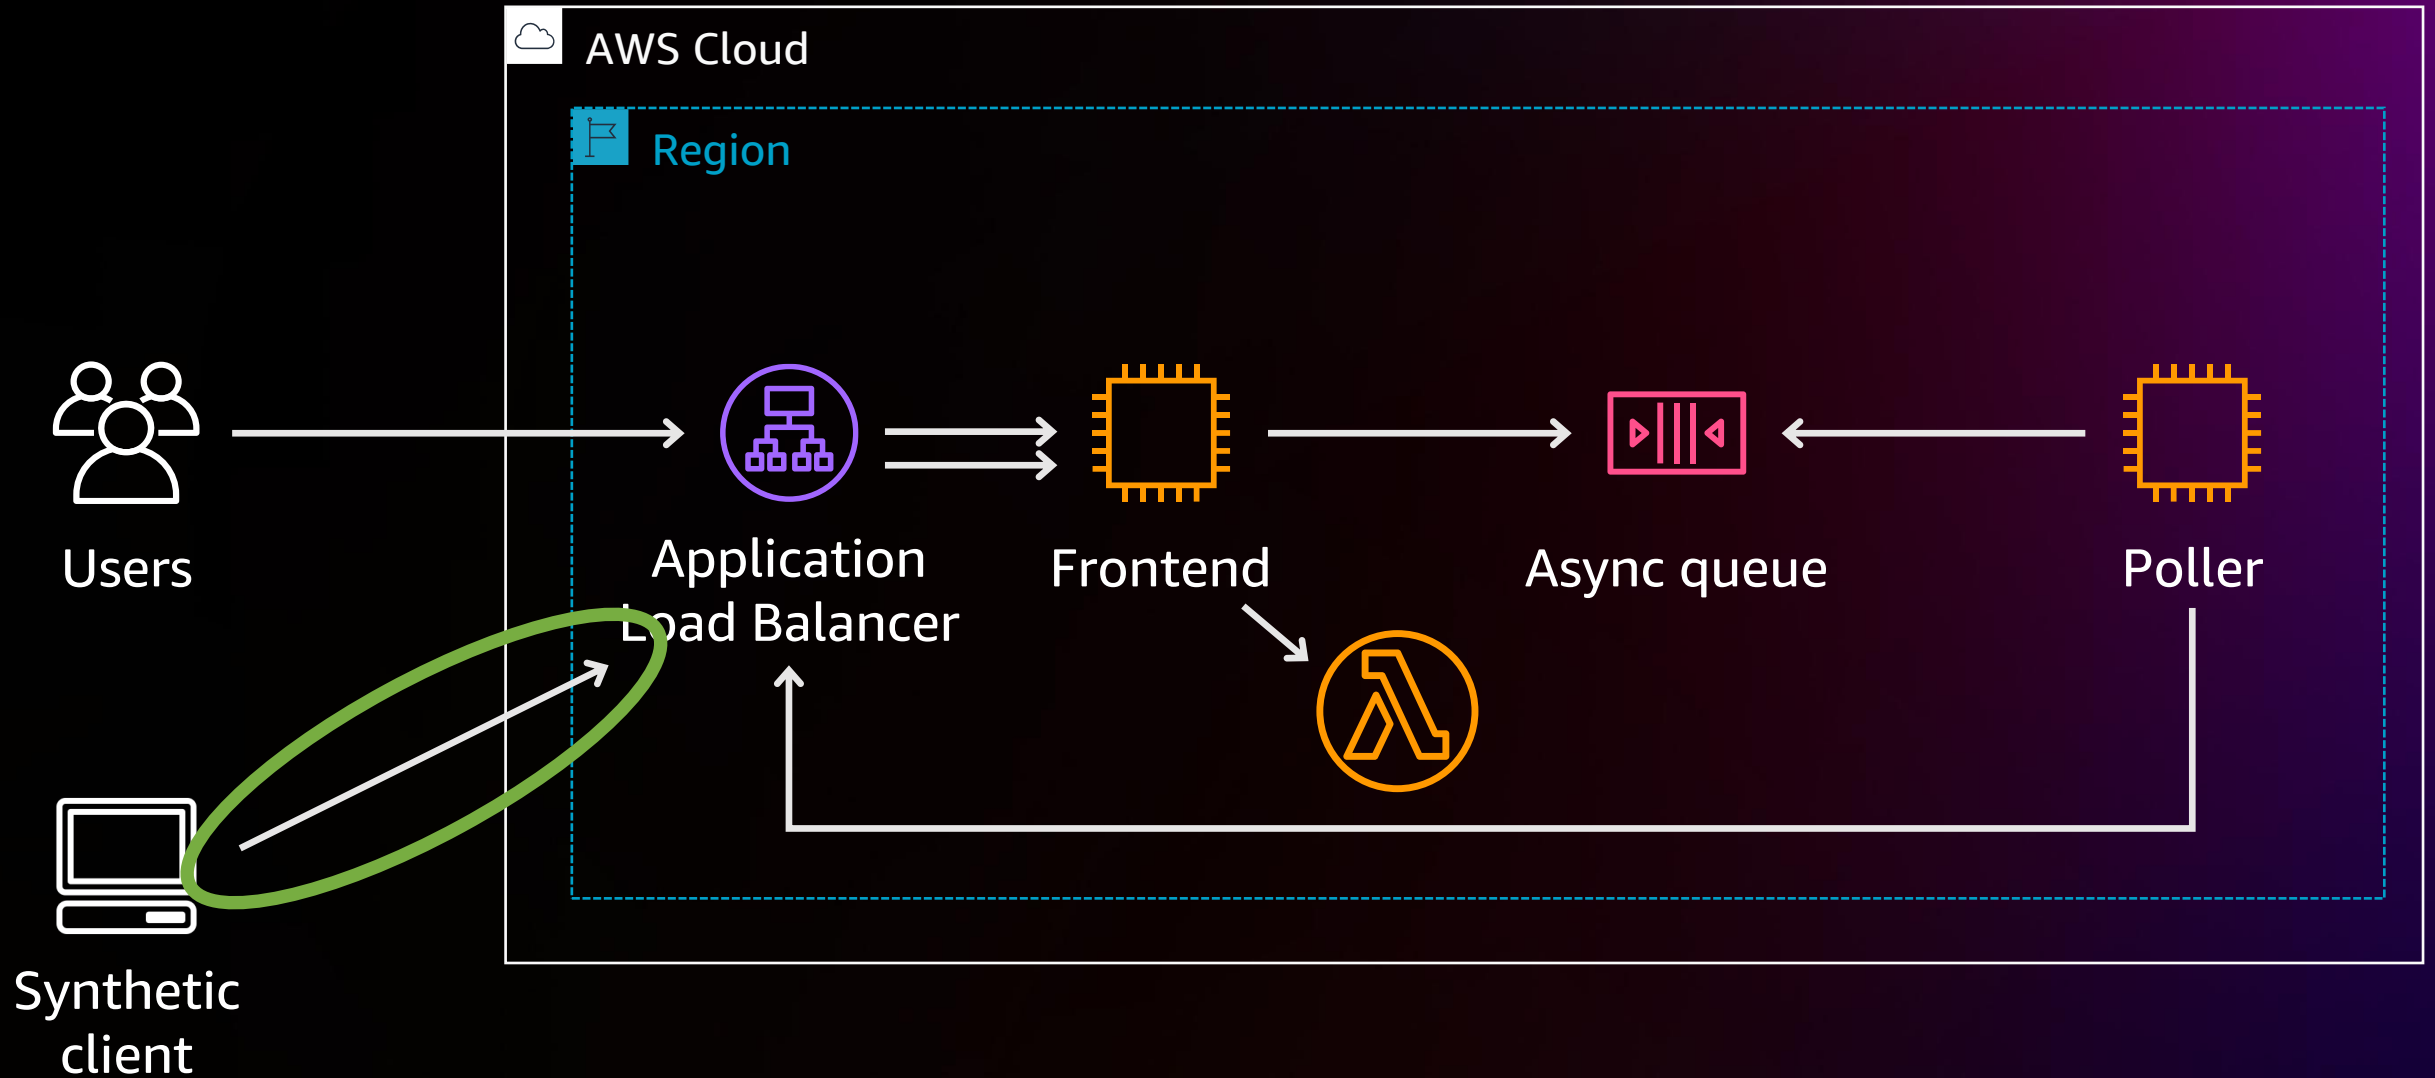 AWS Cloud
Region
Users
Application
Load Balancer
Frontend
Async queue
Poller
Synthetic
client